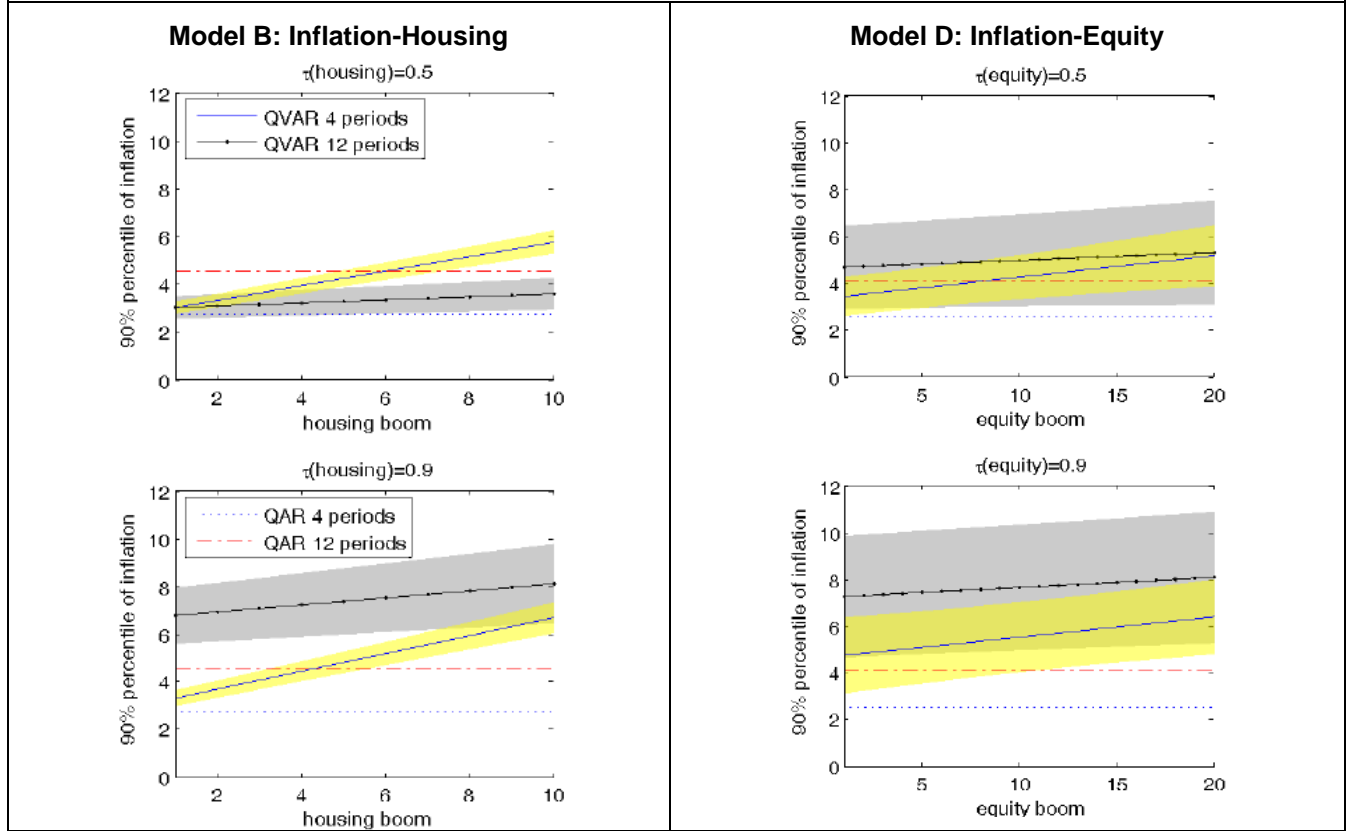 Model B: Inflation-Housing
τ(housing)=0.5
12
10
8
6
4
2
0
90% percentile of inflation
QVAR 4 periods
QVAR 12 periods
2 4 6 8 10
housing boom
τ(housing)=0.9
12
10
8
6
4
2
0
90% percentile of inflation
QAR 4 periods
QAR 12 periods
2 4 6 8 10
housing boom
Model D: Inflation-Equity
τ(equity)=0.5
12
10
8
6
4
2
0
90% percentile of inflation
5 10 15 20
equity boom
τ(equity)=0.9
12
10
8
6
4
2
0
90% percentile of inflation
5 10 15 20
equity boom